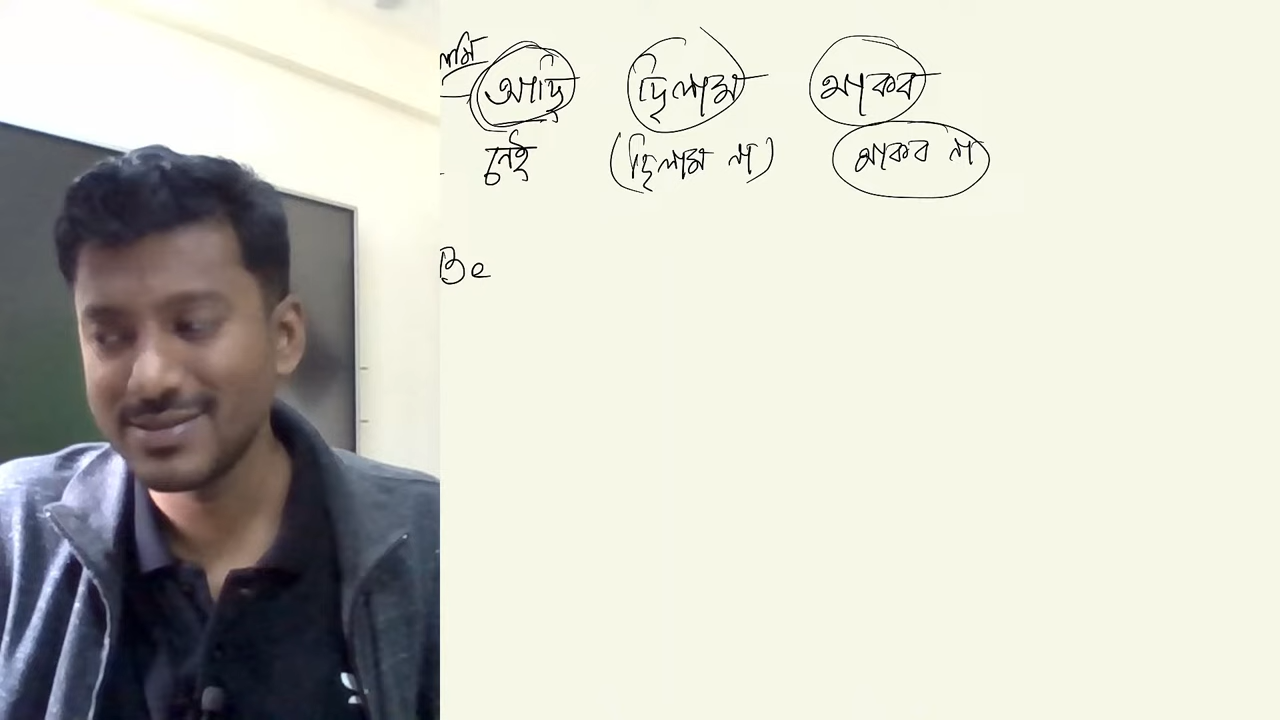 আছি ছিলাম থাকব
নেই (ছিলাম না) থাকব না
Be